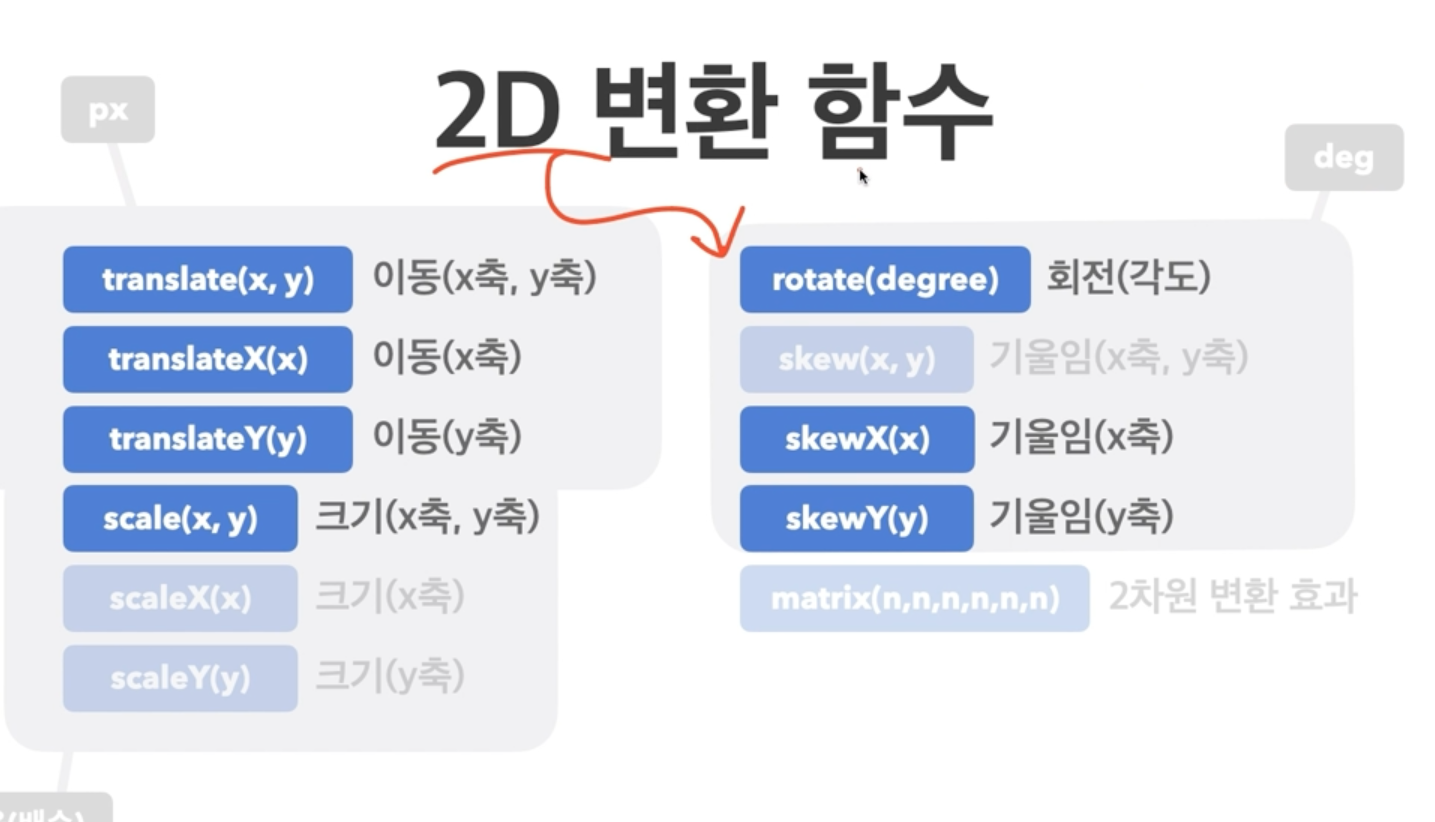 2D 변환 함수
px
deg
translate(x, y) 이동(x축, y축)
translateX(x) 이동(x축)
translateY(y) 이동(y축)
scale(x, y) 크기(x축, y축)
scaleX(x) 크기(x축)
scaleY(y) 크기(y축)
rotate(degree) 회전(각도)
skew(x, y) 기울임(x축, y축)
skewX(x) 기울임(x축)
skewY(y) 기울임(y축)
matrix(n,n,n,n,n,n) 2차원 변환 효과